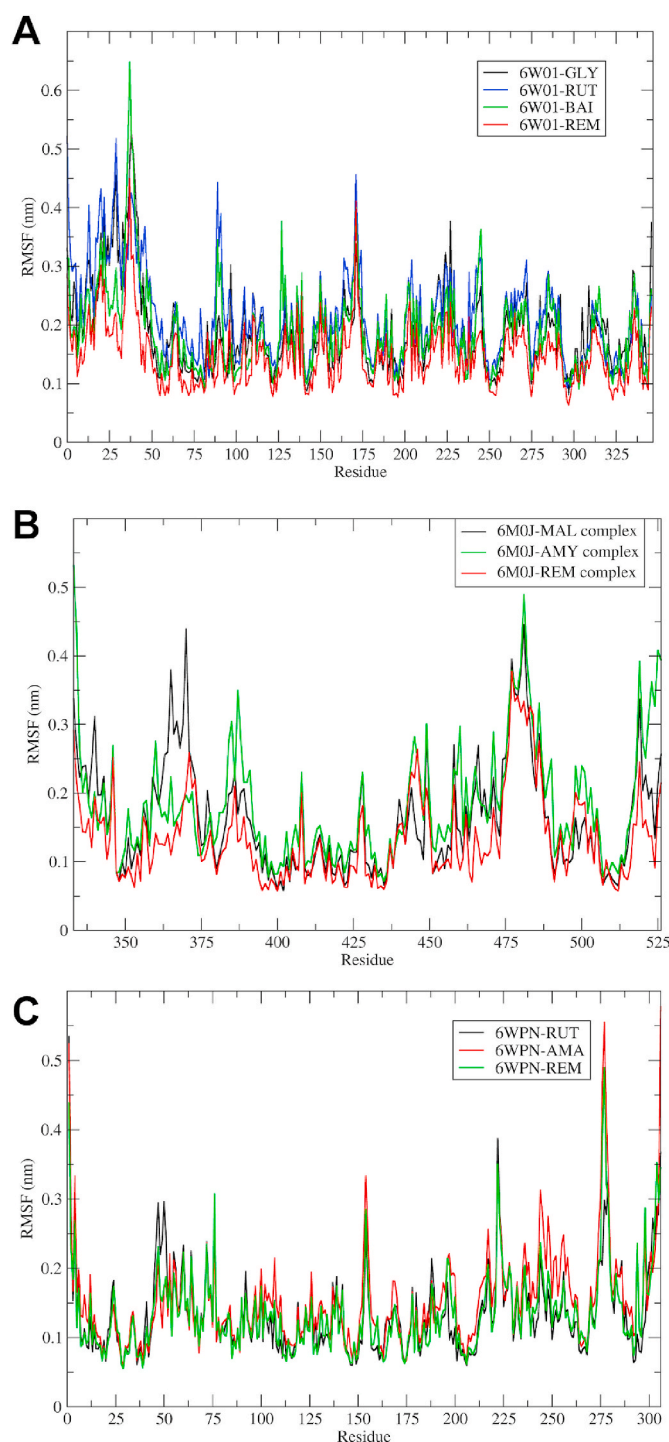 A
6W01-GLY
6W01-RUT
6W01-BAI
6W01-REM
0.6
0.5
0.4
0.3
0.2
0.1
0
RMSF (nm)
0 25 50 75 100 125 150 175 200 225 250 275 300 325
Residue
B
6M0J-MAL complex
6M0J-AMY complex
6M0J-REM complex
0.5
0.4
0.3
0.2
0.1
0
RMSF (nm)
350 375 400 425 450 475 500 525
Residue
C
6WPN-RUT
6WPN-AMA
6WPN-REM
0.5
0.4
0.3
0.2
0.1
0
RMSF (nm)
0 25 50 75 100 125 150 175 200 225 250 275 300
Residue